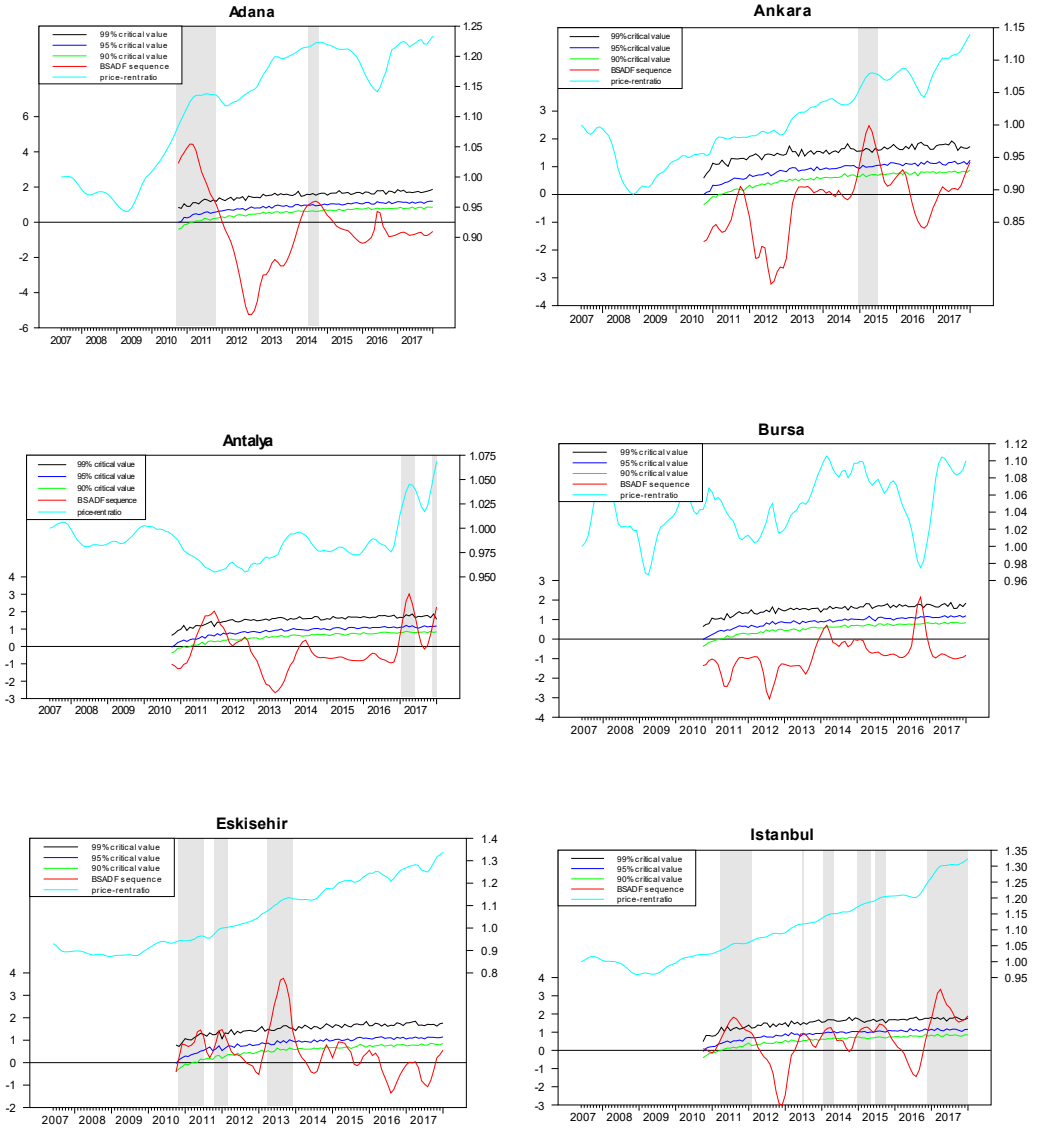 Adana
99% critical value
95% critical value
90% critical value
BSADF sequence
price-rent ratio
1.25
1.20
1.15
1.10
1.05
1.00
0.95
0.90
6
4
2
0
-2
-4
-6
2007 2008 2009 2010 2011 2012 2013 2014 2015 2016 2017
Ankara
99% critical value
95% critical value
90% critical value
BSADF sequence
price-rent ratio
1.15
1.10
1.05
1.00
0.95
0.90
0.85
3
2
1
0
-1
-2
-3
-4
2007 2008 2009 2010 2011 2012 2013 2014 2015 2016 2017
Antalya
99% critical value
95% critical value
90% critical value
BSADF sequence
price-rent ratio
1.075
1.050
1.025
1.000
0.975
0.950
4
3
2
1
0
-1
-2
-3
2007 2008 2009 2010 2011 2012 2013 2014 2015 2016 2017
Bursa
99% critical value
95% critical value
90% critical value
BSADF sequence
price-rent ratio
1.12
1.10
1.08
1.06
1.04
1.02
1.00
0.98
0.96
3
2
1
0
-1
-2
-3
-4
2007 2008 2009 2010 2011 2012 2013 2014 2015 2016 2017
Eskisehir
99% critical value
95% critical value
90% critical value
BSADF sequence
price-rent ratio
1.4
1.3
1.2
1.1
1.0
0.9
0.8
4
3
2
1
0
-1
-2
2007 2008 2009 2010 2011 2012 2013 2014 2015 2016 2017
Istanbul
99% critical value
95% critical value
90% critical value
BSADF sequence
price-rent ratio
1.35
1.30
1.25
1.20
1.15
1.10
1.05
1.00
0.95
4
3
2
1
0
-1
-2
-3
2007 2008 2009 2010 2011 2012 2013 2014 2015 2016 2017